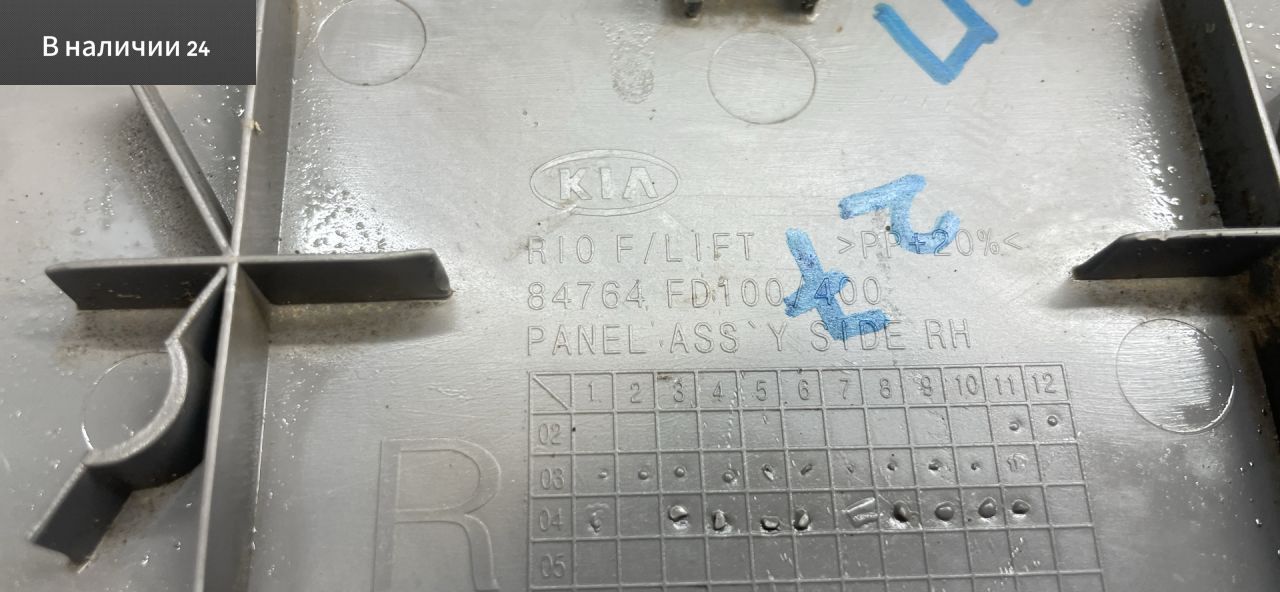 В наличии 24
KIA
RIO F/LIFT >PP+20%<
84764 FD100 400
PANEL ASS`Y SIDE RH
1 2 3 4 5 6 7 8 9 10 11 12
02
03
04
05
R